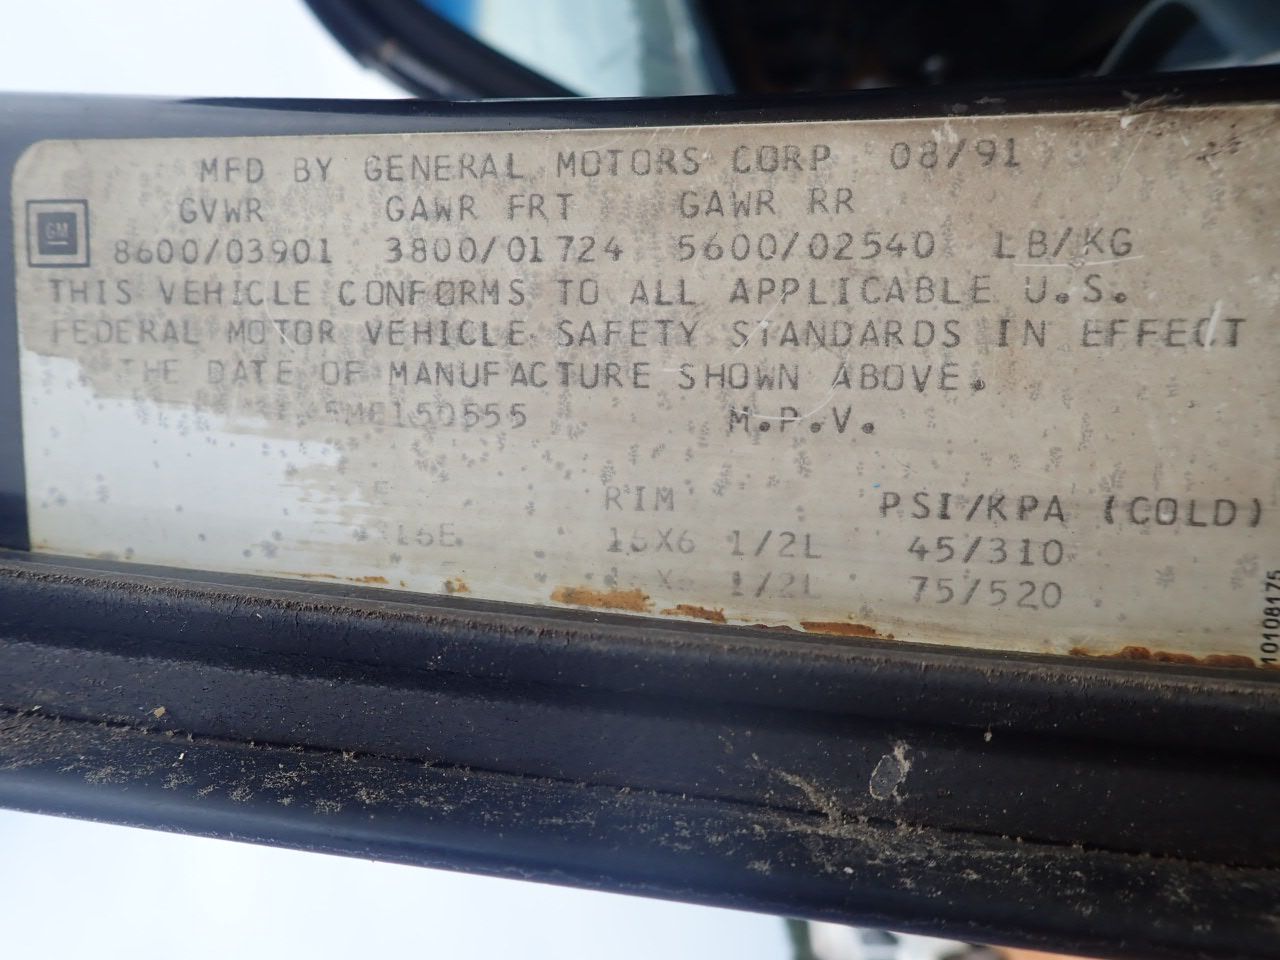 MFD BY GENERAL MOTORS CORP 08/91
GVWR GAWR FRT GAWR RR
GM
8600/03901 3800/01724 5600/02540 LB/KG
THIS VEHICLE CONFORMS TO ALL APPLICABLE U.S.
FEDERAL MOTOR VEHICLE SAFETY STANDARDS IN EFFECT
THE DATE OF MANUFACTURE SHOWN ABOVE.
M.P.V.
RIM PSI/KPA (COLD)
16X6 1/2L 45/310
1/2L 75/520
10108175